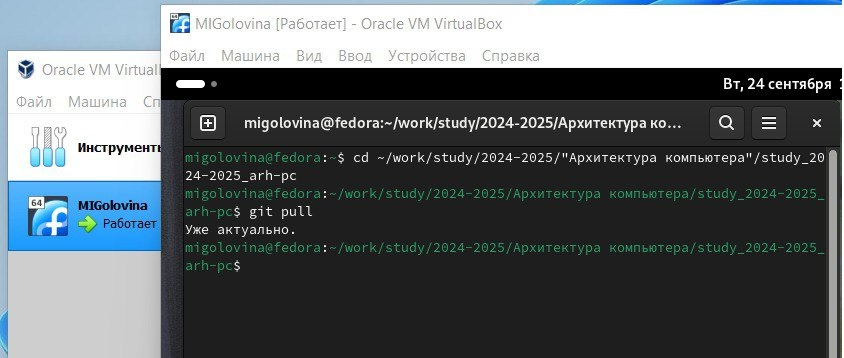 64
MIGolovina [Работает] - Oracle VM VirtualBox
Файл Машина Вид Ввод Устройства Справка
Oracle VM Virtual
Файл Машина
Инструменты
64
MIGolovina
Работает
Вт, 24 сентября
migolovina@fedora:~/work/study/2024-2025/Архитектура ко...
migolovina@fedora:~$ cd ~/work/study/2024-2025/"Архитектура компьютера"/study_20
24-2025_arh-pc
migolovina@fedora:~/work/study/2024-2025/Архитектура компьютера/study_2024-2025_
arh-pc$ git pull
Уже актуально.
migolovina@fedora:~/work/study/2024-2025/Архитектура компьютера/study_2024-2025_
arh-pc$